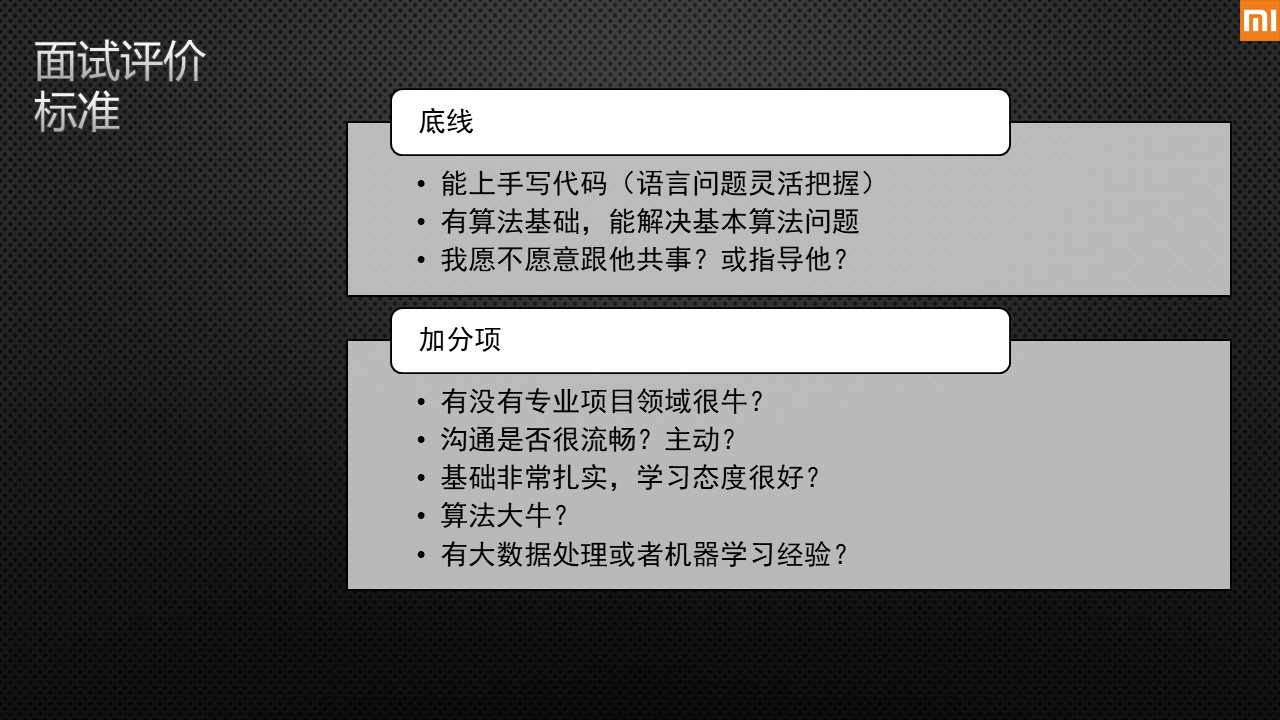 面试评价
标准
底线
• 能上手写代码（语言问题灵活把握）
• 有算法基础，能解决基本算法问题
• 我愿不愿意跟他共事？或指导他？
加分项
• 有没有专业项目领域很牛？
• 沟通是否很流畅？主动？
• 基础非常扎实，学习态度很好？
• 算法大牛？
• 有大数据处理或者机器学习经验？
MI